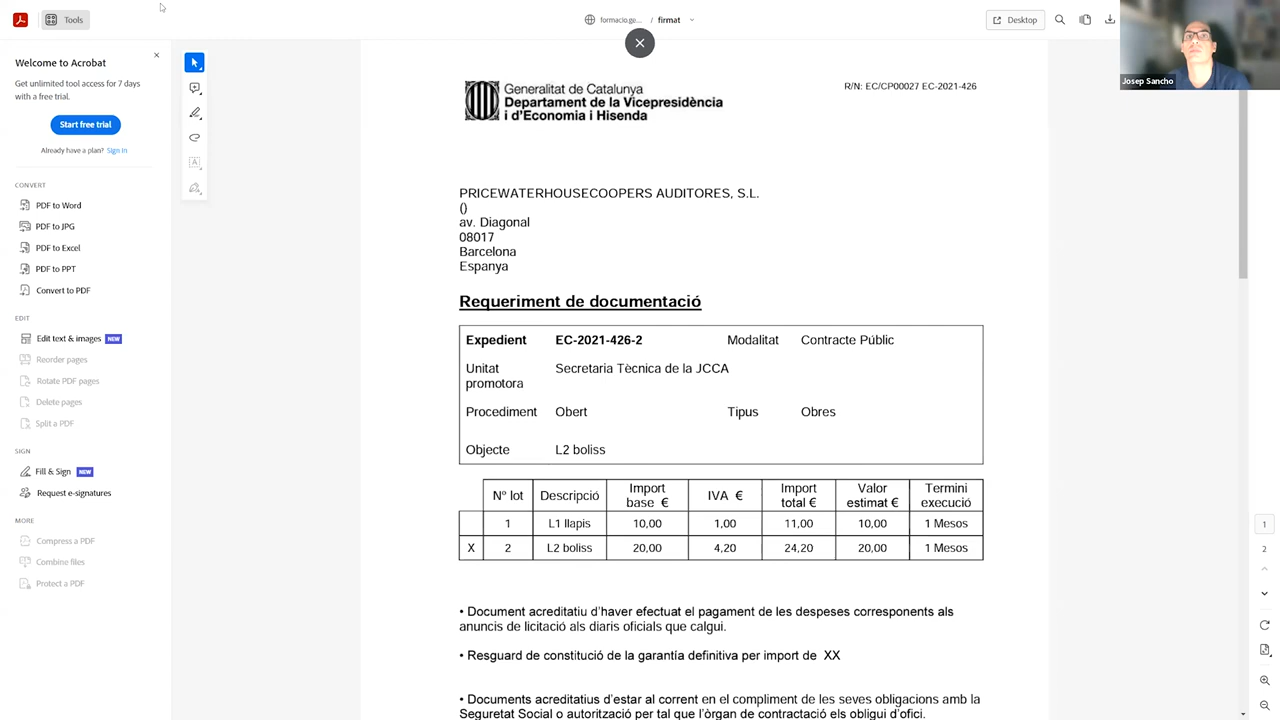 Tools
formacio.ge... / firmat
Desktop
Josep Sancho
Welcome to Acrobat
Get unlimited tool access for 7 days
with a free trial.
Start free trial
Already have a plan? Sign in
CONVERT
PDF to Word
PDF to JPG
PDF to Excel
PDF to PPT
Convert to PDF
EDIT
Edit text & images NEW
Reorder pages
Rotate PDF pages
Delete pages
Split a PDF
SIGN
Fill & Sign NEW
Request e-signatures
MORE
Compress a PDF
Combine files
Protect a PDF
Generalitat de Catalunya
Departament de la Vicepresidència
i d'Economia i Hisenda
R/N: EC/CP00027 EC-2021-426
PRICEWATERHOUSECOOPERS AUDITORES, S.L.
()
av. Diagonal
08017
Barcelona
Espanya
Requeriment de documentació
Expedient EC-2021-426-2 Modalitat Contracte Públic
Unitat promotora Secretaria Tècnica de la JCCA
Procediment Obert Tipus Obres
Objecte L2 boliss
Nº lot Descripció Import base € IVA € Import total € Valor estimat € Termini execució
1 L1 llapis 10,00 1,00 11,00 10,00 1 Mesos
X 2 L2 boliss 20,00 4,20 24,20 20,00 1 Mesos
• Document acreditatiu d'haver efectuat el pagament de les despeses corresponents als
anuncis de licitació als diaris oficials que calgui.
• Resguard de constitució de la garantía definitiva per import de XX
• Documents acreditatius d'estar al corrent en el compliment de les seves obligacions amb la
Seguretat Social o autorització per tal que l'òrgan de contractació els obligui d'ofici.
1
2